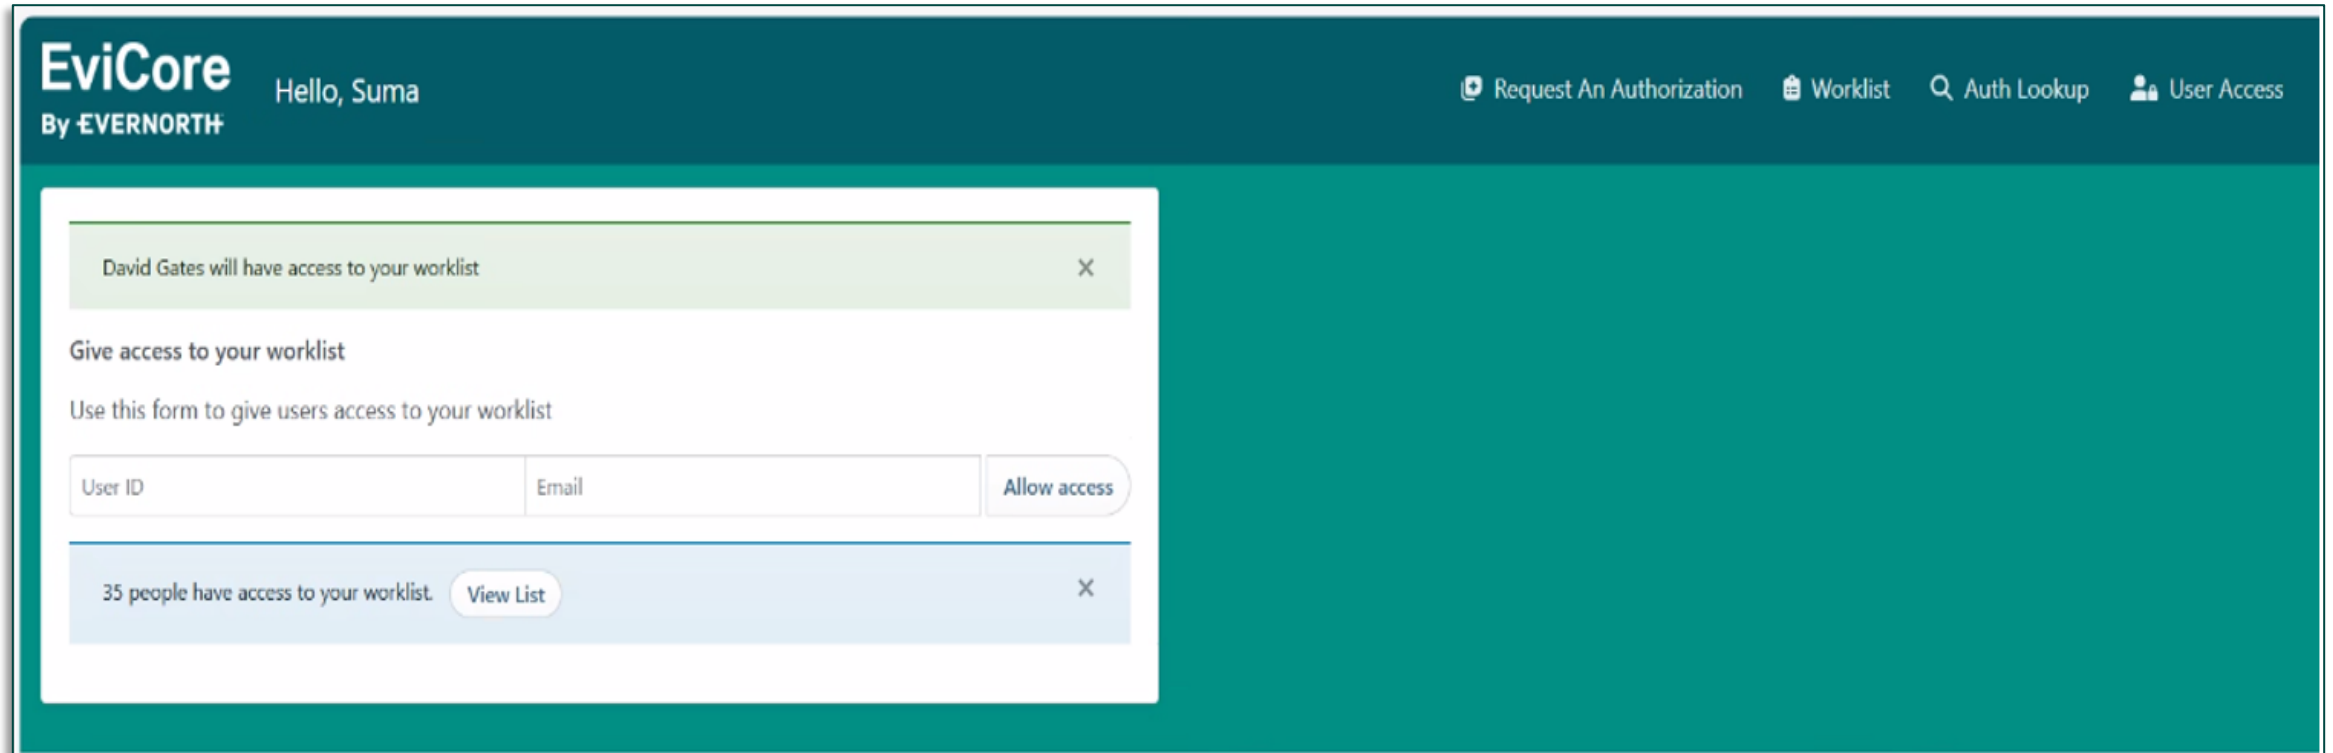 EviCore
By EVERNORTH
Hello, Suma
Request An Authorization
Worklist
Auth Lookup
User Access
David Gates will have access to your worklist
Give access to your worklist
Use this form to give users access to your worklist
User ID
Email
Allow access
35 people have access to your worklist.
View List